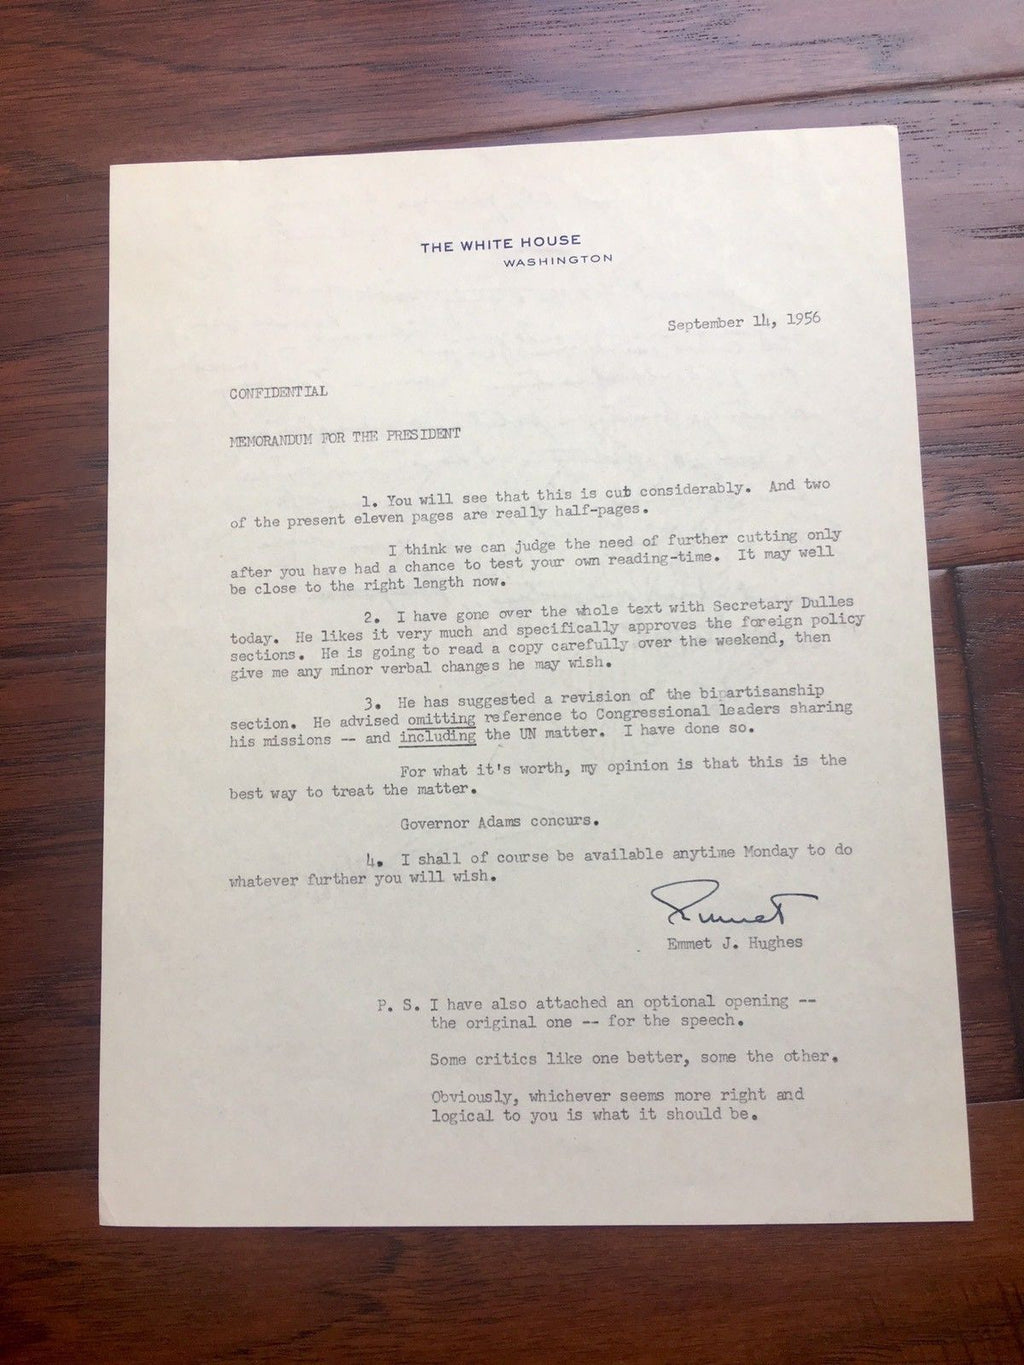 THE WHITE HOUSE
WASHINGTON
September 14, 1956
CONFIDENTIAL
MEMORANDUM FOR THE PRESIDENT
1. You will see that this is cut considerably. And two
of the present eleven pages are really half-pages.
I think we can judge the need of further cutting only
after you have had a chance to test your own reading-time. It may well
be close to the right length now.
2. I have gone over the whole text with Secretary Dulles
today. He likes it very much and specifically approves the foreign policy
sections. He is going to read a copy carefully over the weekend, then
give me any minor verbal changes he may wish.
3. He has suggested a revision of the bipartisanship
section. He advised omitting reference to Congressional leaders sharing
his missions -- and including the UN matter. I have done so.
For what it's worth, my opinion is that this is the
best way to treat the matter.
Governor Adams concurs.
4. I shall of course be available anytime Monday to do
whatever further you will wish.
Emmet
Emmet J. Hughes
P. S. I have also attached an optional opening --
the original one -- for the speech.
Some critics like one better, some the other.
Obviously, whichever seems more right and
logical to you is what it should be.